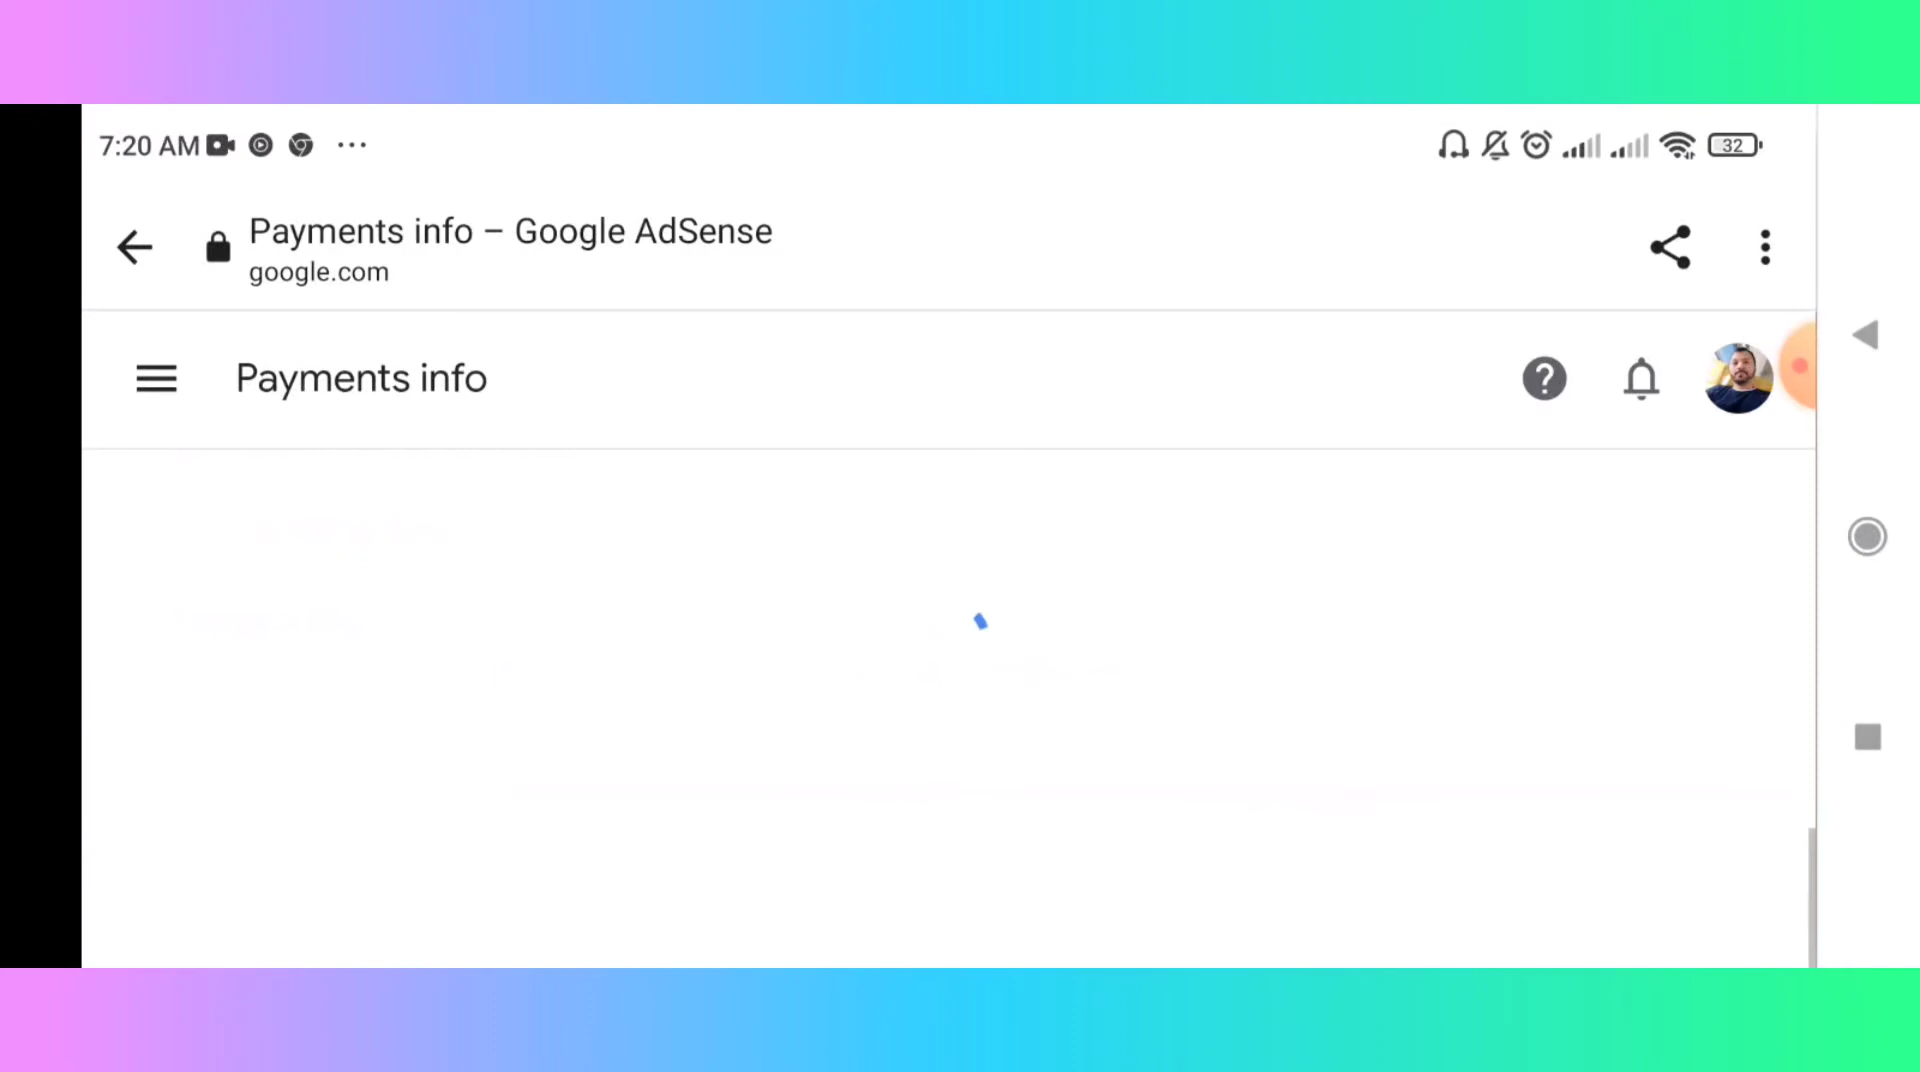 7:20 AM
32
Payments info – Google AdSense
google.com
Payments info